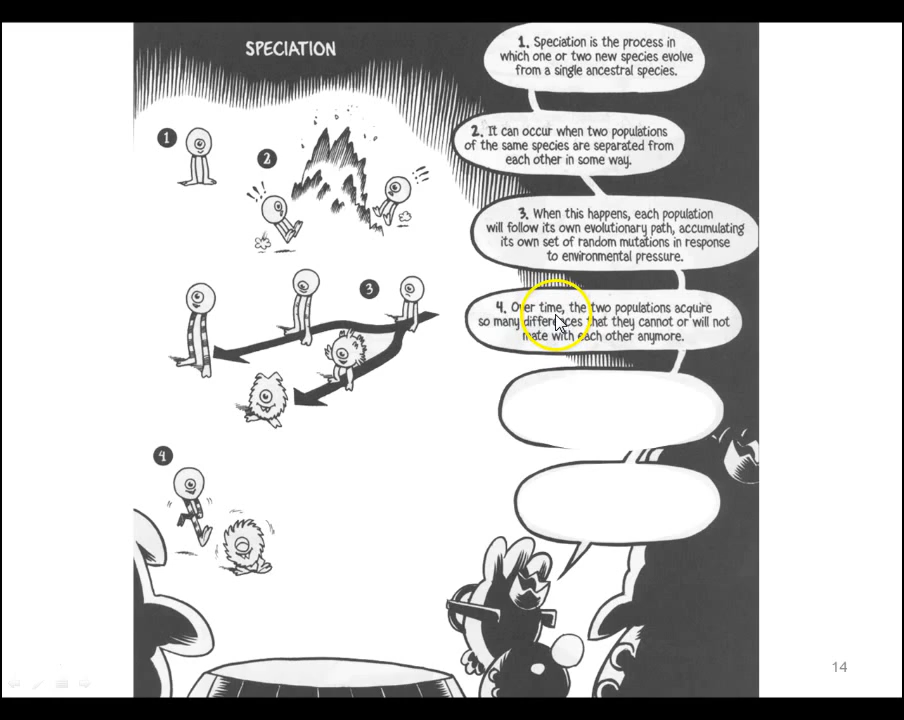 SPECIATION
1. Speciation is the process in
which one or two new species evolve
from a single ancestral species.
1
2. It can occur when two populations
of the same species are separated from
each other in some way.
2
3. When this happens, each population
will follow its own evolutionary path, accumulating
its own set of random mutations in response
to environmental pressure.
3
4. Over time, the two populations acquire
so many differences that they cannot or will not
mate with each other anymore.
4
14